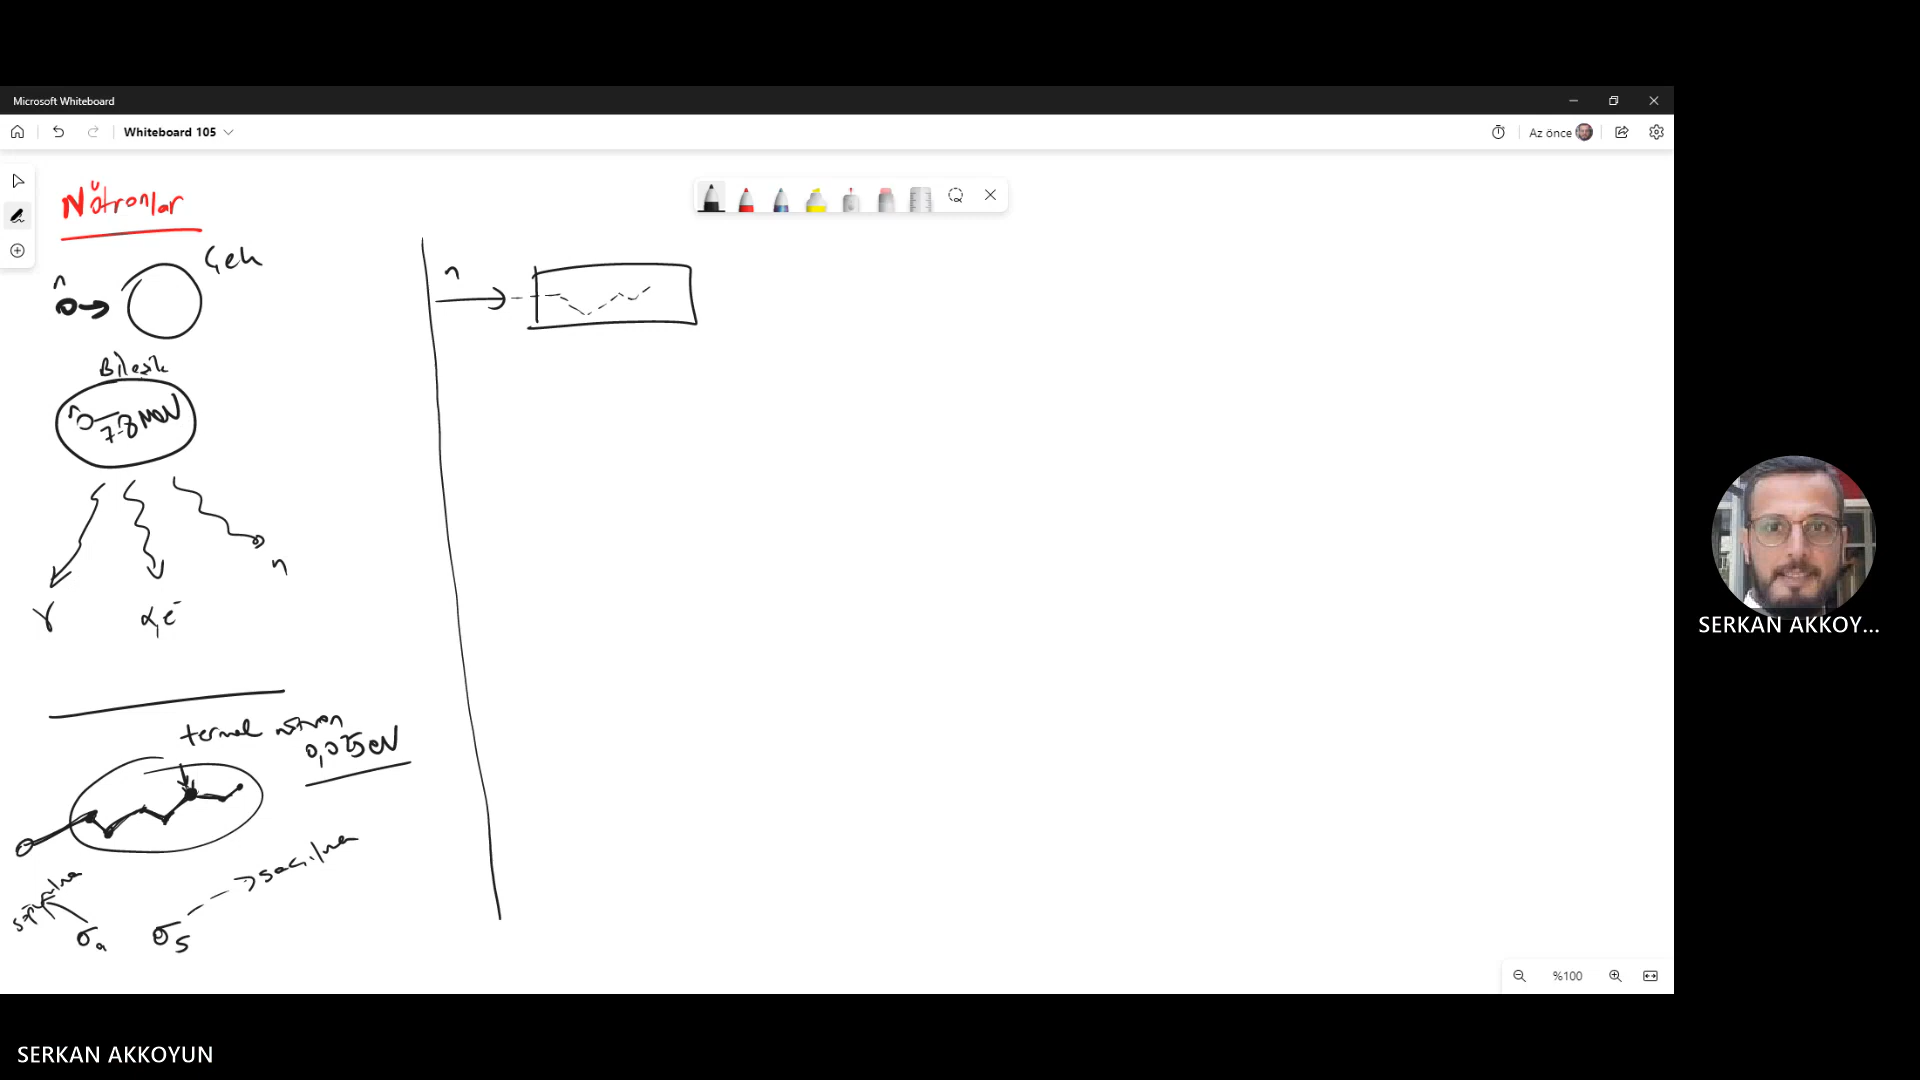 Microsoft Whiteboard
Whiteboard 105
Az önce
Nötronlar
n
Çek
Bileşik
n
7-8 MeV
γ
α, e⁻
n
termal nötron
0,025 eV
saçılma
σa
σs
n
%100
SERKAN AKKOY...
SERKAN AKKOYUN